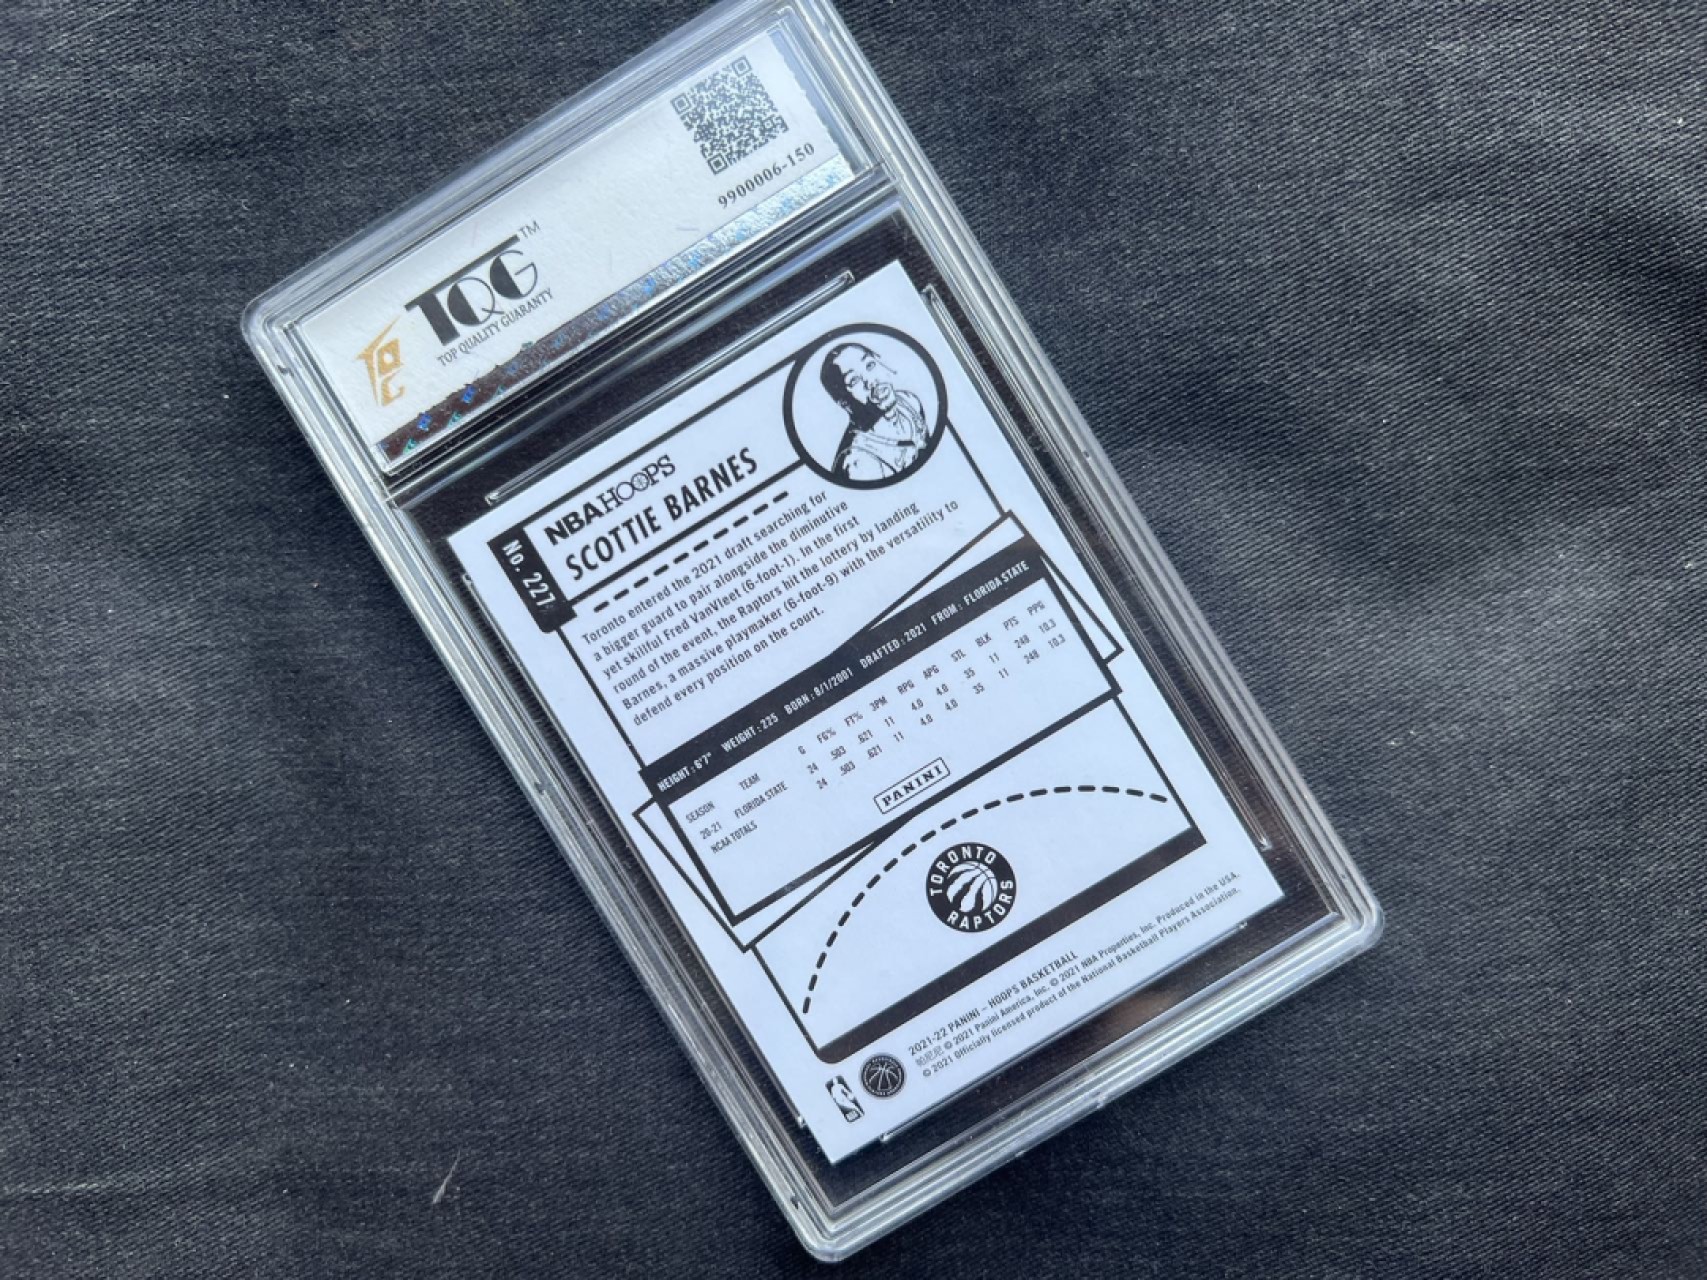 9900006-150
TQG™
TOP QUALITY GUARANTY
No. 227
NBA HOOPS
SCOTTIE BARNES
Toronto entered the 2021 draft searching for
a bigger guard to pair alongside the diminutive
yet skillful Fred VanVleet (6-foot-1). In the first
round of the event, the Raptors hit the lottery by landing
Barnes, a massive playmaker (6-foot-9) with the versatility to
defend every position on the court.
HEIGHT: 6'7" WEIGHT: 225 BORN: 8/1/2001 DRAFTED: 2021 FROM: FLORIDA STATE
SEASON TEAM G FG% FT% 3PM RPG APG STL BLK PTS PPG
20-21 FLORIDA STATE 24 .503 .621 11 4.0 4.0 35 11 248 10.3
NCAA TOTALS 24 .503 .621 11 4.0 4.0 35 11 248 10.3
PANINI
TORONTO
RAPTORS
2021-22 PANINI – HOOPS BASKETBALL
© 2021 Panini America, Inc. © 2021 NBA Properties, Inc. Produced in the USA.
© 2021 Officially licensed product of the National Basketball Players Association.